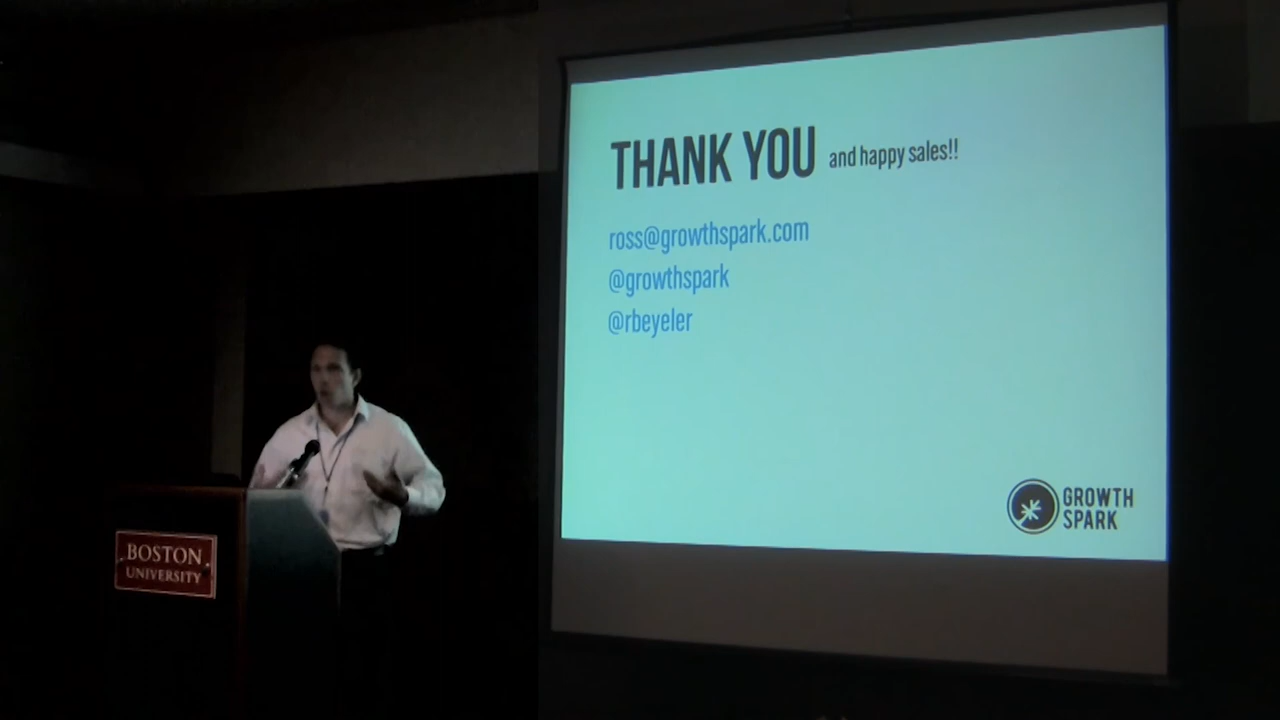 THANK YOU and happy sales!!
ross@growthspark.com
@growthspark
@rbeyeler
GROWTH
SPARK
BOSTON
UNIVERSITY